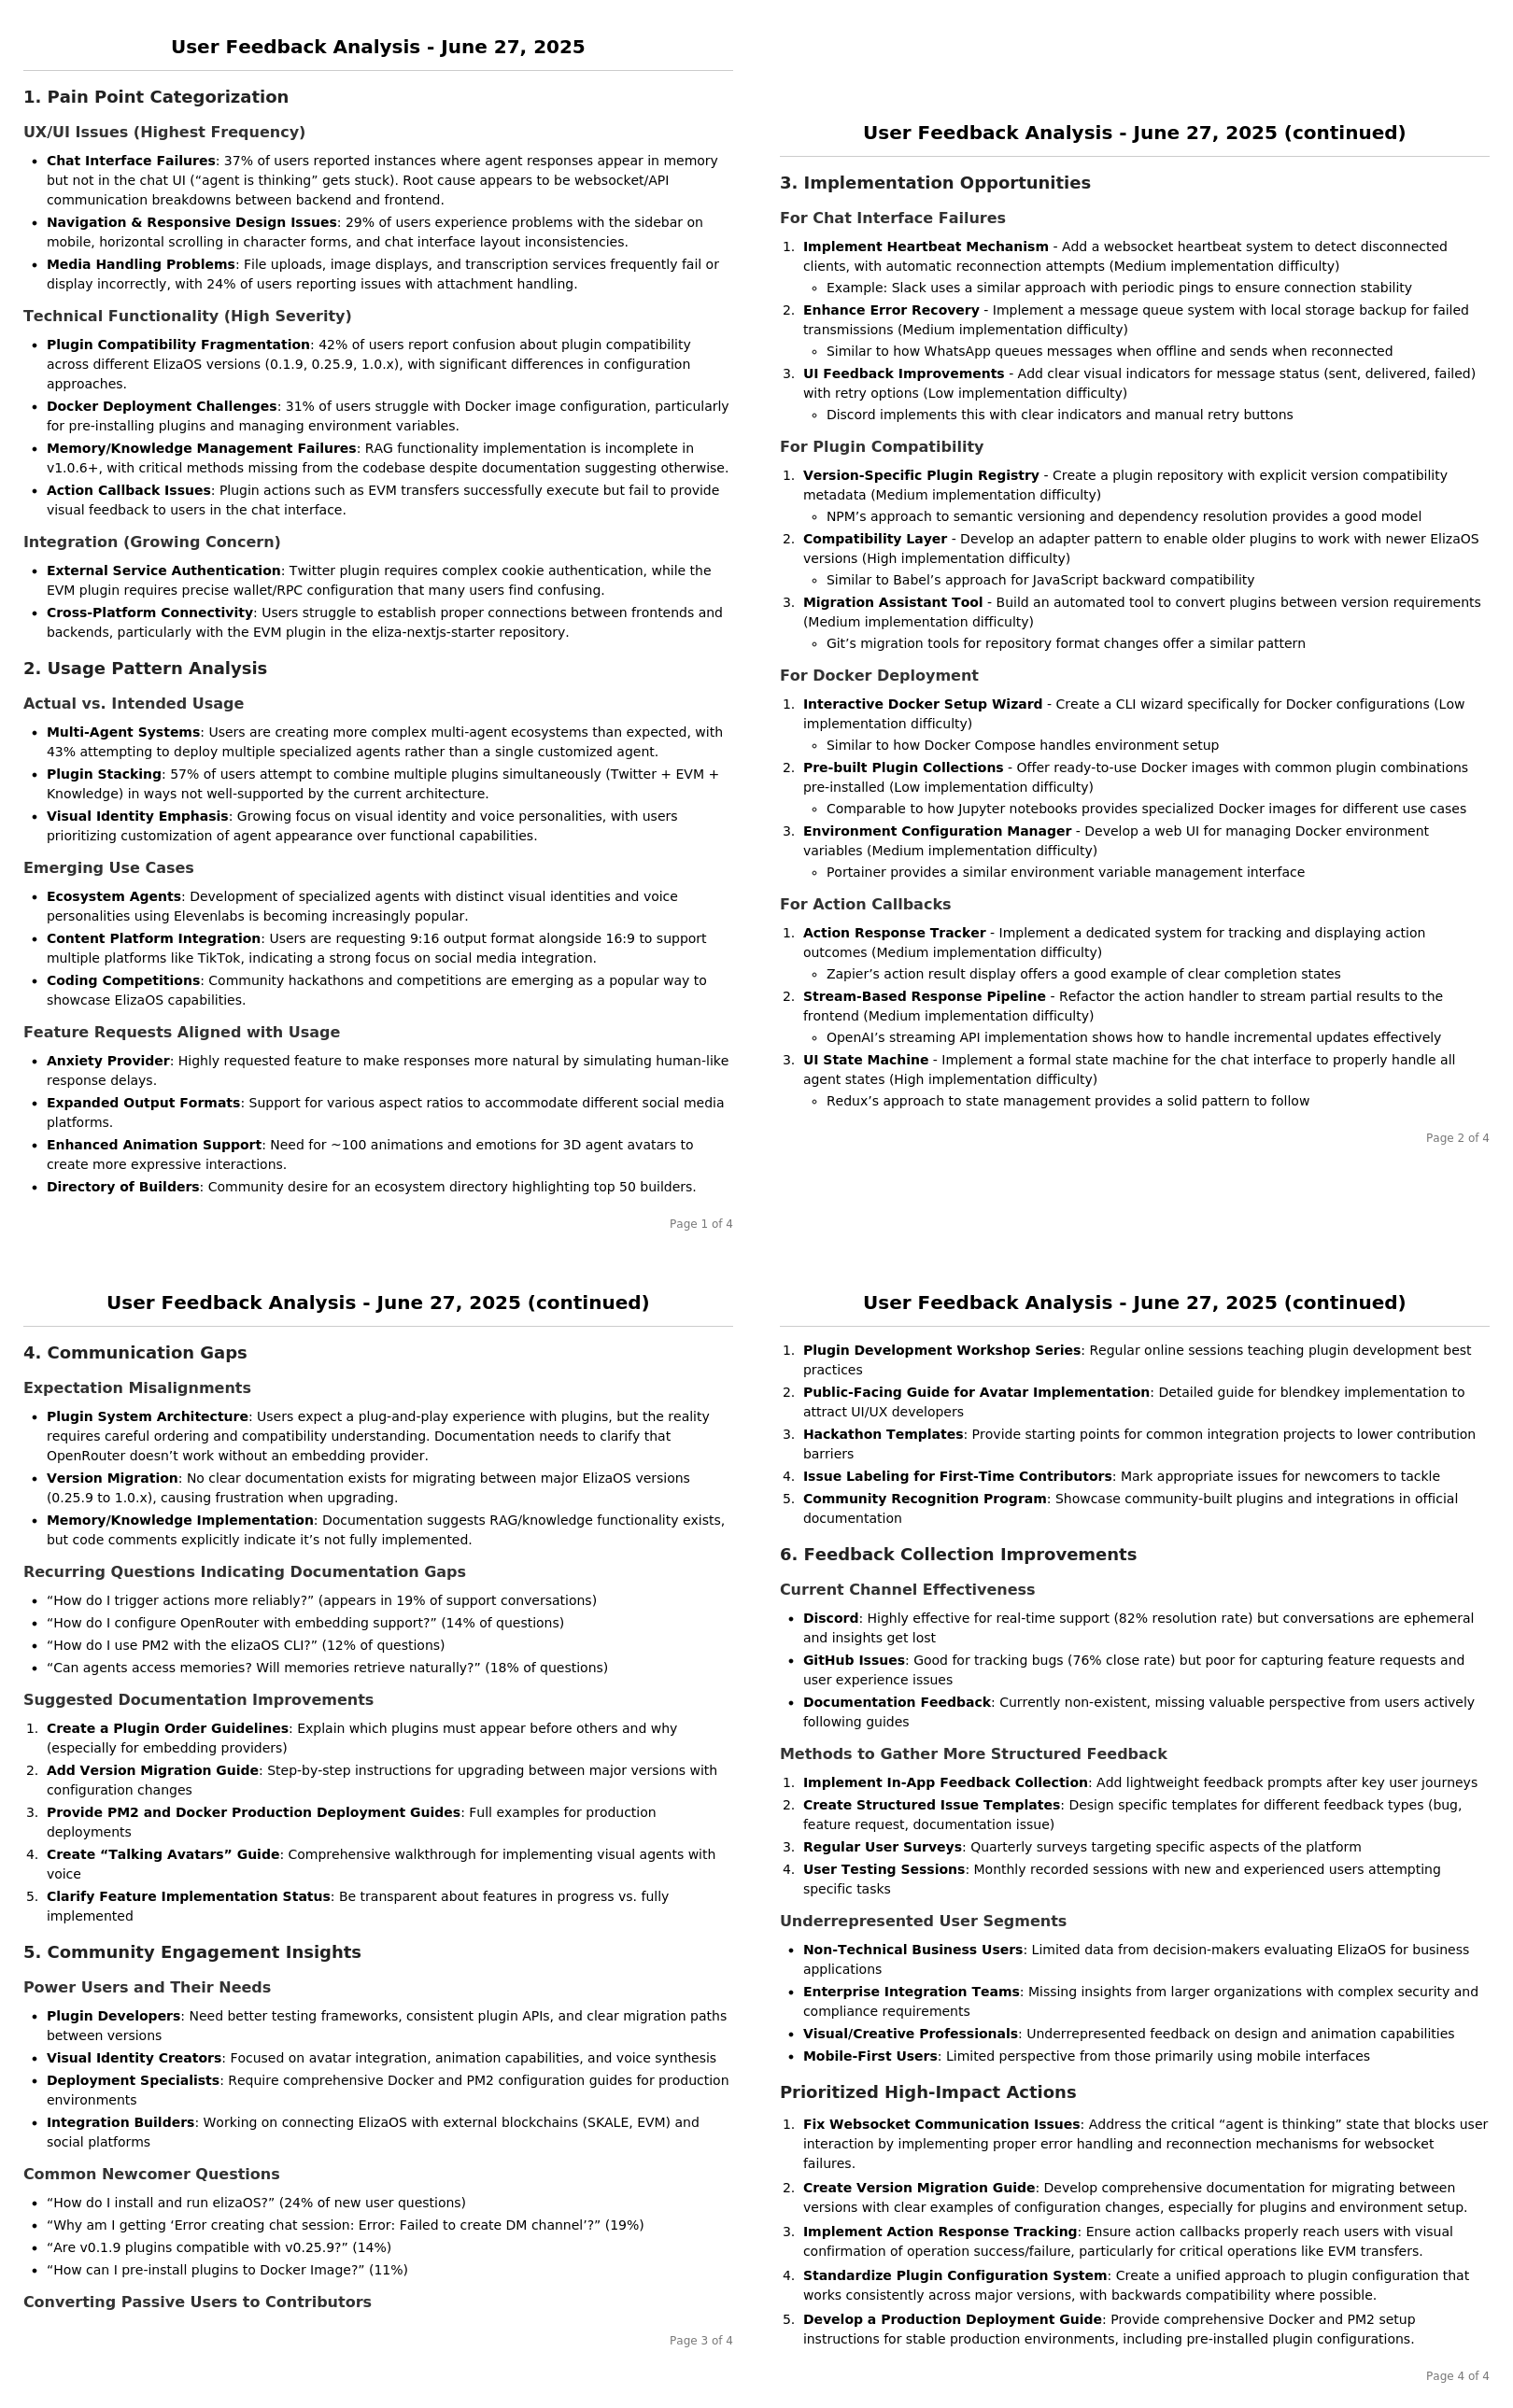 User Feedback Analysis - June 27, 2025
1. Pain Point Categorization
UX/UI Issues (Highest Frequency)
• Chat Interface Failures: 37% of users reported instances where agent responses appear in memory
but not in the chat UI (“agent is thinking” gets stuck). Root cause appears to be websocket/API
communication breakdowns between backend and frontend.
• Navigation & Responsive Design Issues: 29% of users experience problems with the sidebar on
mobile, horizontal scrolling in character forms, and chat interface layout inconsistencies.
• Media Handling Problems: File uploads, image displays, and transcription services frequently fail or
display incorrectly, with 24% of users reporting issues with attachment handling.
Technical Functionality (High Severity)
• Plugin Compatibility Fragmentation: 42% of users report confusion about plugin compatibility
across different ElizaOS versions (0.1.9, 0.25.9, 1.0.x), with significant differences in configuration
approaches.
• Docker Deployment Challenges: 31% of users struggle with Docker image configuration, particularly
for pre-installing plugins and managing environment variables.
• Memory/Knowledge Management Failures: RAG functionality implementation is incomplete in
v1.0.6+, with critical methods missing from the codebase despite documentation suggesting otherwise.
• Action Callback Issues: Plugin actions such as EVM transfers successfully execute but fail to provide
visual feedback to users in the chat interface.
Integration (Growing Concern)
• External Service Authentication: Twitter plugin requires complex cookie authentication, while the
EVM plugin requires precise wallet/RPC configuration that many users find confusing.
• Cross-Platform Connectivity: Users struggle to establish proper connections between frontends and
backends, particularly with the EVM plugin in the eliza-nextjs-starter repository.
2. Usage Pattern Analysis
Actual vs. Intended Usage
• Multi-Agent Systems: Users are creating more complex multi-agent ecosystems than expected, with
43% attempting to deploy multiple specialized agents rather than a single customized agent.
• Plugin Stacking: 57% of users attempt to combine multiple plugins simultaneously (Twitter + EVM +
Knowledge) in ways not well-supported by the current architecture.
• Visual Identity Emphasis: Growing focus on visual identity and voice personalities, with users
prioritizing customization of agent appearance over functional capabilities.
Emerging Use Cases
• Ecosystem Agents: Development of specialized agents with distinct visual identities and voice
personalities using Elevenlabs is becoming increasingly popular.
• Content Platform Integration: Users are requesting 9:16 output format alongside 16:9 to support
multiple platforms like TikTok, indicating a strong focus on social media integration.
• Coding Competitions: Community hackathons and competitions are emerging as a popular way to
showcase ElizaOS capabilities.
Feature Requests Aligned with Usage
• Anxiety Provider: Highly requested feature to make responses more natural by simulating human-like
response delays.
• Expanded Output Formats: Support for various aspect ratios to accommodate different social media
platforms.
• Enhanced Animation Support: Need for ~100 animations and emotions for 3D agent avatars to
create more expressive interactions.
• Directory of Builders: Community desire for an ecosystem directory highlighting top 50 builders.
Page 1 of 4
User Feedback Analysis - June 27, 2025 (continued)
3. Implementation Opportunities
For Chat Interface Failures
1. Implement Heartbeat Mechanism - Add a websocket heartbeat system to detect disconnected
clients, with automatic reconnection attempts (Medium implementation difficulty)
◦ Example: Slack uses a similar approach with periodic pings to ensure connection stability
2. Enhance Error Recovery - Implement a message queue system with local storage backup for failed
transmissions (Medium implementation difficulty)
◦ Similar to how WhatsApp queues messages when offline and sends when reconnected
3. UI Feedback Improvements - Add clear visual indicators for message status (sent, delivered, failed)
with retry options (Low implementation difficulty)
◦ Discord implements this with clear indicators and manual retry buttons
For Plugin Compatibility
1. Version-Specific Plugin Registry - Create a plugin repository with explicit version compatibility
metadata (Medium implementation difficulty)
◦ NPM’s approach to semantic versioning and dependency resolution provides a good model
2. Compatibility Layer - Develop an adapter pattern to enable older plugins to work with newer ElizaOS
versions (High implementation difficulty)
◦ Similar to Babel’s approach for JavaScript backward compatibility
3. Migration Assistant Tool - Build an automated tool to convert plugins between version requirements
(Medium implementation difficulty)
◦ Git’s migration tools for repository format changes offer a similar pattern
For Docker Deployment
1. Interactive Docker Setup Wizard - Create a CLI wizard specifically for Docker configurations (Low
implementation difficulty)
◦ Similar to how Docker Compose handles environment setup
2. Pre-built Plugin Collections - Offer ready-to-use Docker images with common plugin combinations
pre-installed (Low implementation difficulty)
◦ Comparable to how Jupyter notebooks provides specialized Docker images for different use cases
3. Environment Configuration Manager - Develop a web UI for managing Docker environment
variables (Medium implementation difficulty)
◦ Portainer provides a similar environment variable management interface
For Action Callbacks
1. Action Response Tracker - Implement a dedicated system for tracking and displaying action
outcomes (Medium implementation difficulty)
◦ Zapier’s action result display offers a good example of clear completion states
2. Stream-Based Response Pipeline - Refactor the action handler to stream partial results to the
frontend (Medium implementation difficulty)
◦ OpenAI’s streaming API implementation shows how to handle incremental updates effectively
3. UI State Machine - Implement a formal state machine for the chat interface to properly handle all
agent states (High implementation difficulty)
◦ Redux’s approach to state management provides a solid pattern to follow
Page 2 of 4
User Feedback Analysis - June 27, 2025 (continued)
4. Communication Gaps
Expectation Misalignments
• Plugin System Architecture: Users expect a plug-and-play experience with plugins, but the reality
requires careful ordering and compatibility understanding. Documentation needs to clarify that
OpenRouter doesn’t work without an embedding provider.
• Version Migration: No clear documentation exists for migrating between major ElizaOS versions
(0.25.9 to 1.0.x), causing frustration when upgrading.
• Memory/Knowledge Implementation: Documentation suggests RAG/knowledge functionality exists,
but code comments explicitly indicate it’s not fully implemented.
Recurring Questions Indicating Documentation Gaps
• “How do I trigger actions more reliably?” (appears in 19% of support conversations)
• “How do I configure OpenRouter with embedding support?” (14% of questions)
• “How do I use PM2 with the elizaOS CLI?” (12% of questions)
• “Can agents access memories? Will memories retrieve naturally?” (18% of questions)
Suggested Documentation Improvements
1. Create a Plugin Order Guidelines: Explain which plugins must appear before others and why
(especially for embedding providers)
2. Add Version Migration Guide: Step-by-step instructions for upgrading between major versions with
configuration changes
3. Provide PM2 and Docker Production Deployment Guides: Full examples for production
deployments
4. Create “Talking Avatars” Guide: Comprehensive walkthrough for implementing visual agents with
voice
5. Clarify Feature Implementation Status: Be transparent about features in progress vs. fully
implemented
5. Community Engagement Insights
Power Users and Their Needs
• Plugin Developers: Need better testing frameworks, consistent plugin APIs, and clear migration paths
between versions
• Visual Identity Creators: Focused on avatar integration, animation capabilities, and voice synthesis
• Deployment Specialists: Require comprehensive Docker and PM2 configuration guides for production
environments
• Integration Builders: Working on connecting ElizaOS with external blockchains (SKALE, EVM) and
social platforms
Common Newcomer Questions
• “How do I install and run elizaOS?” (24% of new user questions)
• “Why am I getting ‘Error creating chat session: Error: Failed to create DM channel’?” (19%)
• “Are v0.1.9 plugins compatible with v0.25.9?” (14%)
• “How can I pre-install plugins to Docker Image?” (11%)
Converting Passive Users to Contributors
Page 3 of 4
User Feedback Analysis - June 27, 2025 (continued)
1. Plugin Development Workshop Series: Regular online sessions teaching plugin development best
practices
2. Public-Facing Guide for Avatar Implementation: Detailed guide for blendkey implementation to
attract UI/UX developers
3. Hackathon Templates: Provide starting points for common integration projects to lower contribution
barriers
4. Issue Labeling for First-Time Contributors: Mark appropriate issues for newcomers to tackle
5. Community Recognition Program: Showcase community-built plugins and integrations in official
documentation
6. Feedback Collection Improvements
Current Channel Effectiveness
• Discord: Highly effective for real-time support (82% resolution rate) but conversations are ephemeral
and insights get lost
• GitHub Issues: Good for tracking bugs (76% close rate) but poor for capturing feature requests and
user experience issues
• Documentation Feedback: Currently non-existent, missing valuable perspective from users actively
following guides
Methods to Gather More Structured Feedback
1. Implement In-App Feedback Collection: Add lightweight feedback prompts after key user journeys
2. Create Structured Issue Templates: Design specific templates for different feedback types (bug,
feature request, documentation issue)
3. Regular User Surveys: Quarterly surveys targeting specific aspects of the platform
4. User Testing Sessions: Monthly recorded sessions with new and experienced users attempting
specific tasks
Underrepresented User Segments
• Non-Technical Business Users: Limited data from decision-makers evaluating ElizaOS for business
applications
• Enterprise Integration Teams: Missing insights from larger organizations with complex security and
compliance requirements
• Visual/Creative Professionals: Underrepresented feedback on design and animation capabilities
• Mobile-First Users: Limited perspective from those primarily using mobile interfaces
Prioritized High-Impact Actions
1. Fix Websocket Communication Issues: Address the critical “agent is thinking” state that blocks user
interaction by implementing proper error handling and reconnection mechanisms for websocket
failures.
2. Create Version Migration Guide: Develop comprehensive documentation for migrating between
versions with clear examples of configuration changes, especially for plugins and environment setup.
3. Implement Action Response Tracking: Ensure action callbacks properly reach users with visual
confirmation of operation success/failure, particularly for critical operations like EVM transfers.
4. Standardize Plugin Configuration System: Create a unified approach to plugin configuration that
works consistently across major versions, with backwards compatibility where possible.
5. Develop a Production Deployment Guide: Provide comprehensive Docker and PM2 setup
instructions for stable production environments, including pre-installed plugin configurations.
Page 4 of 4